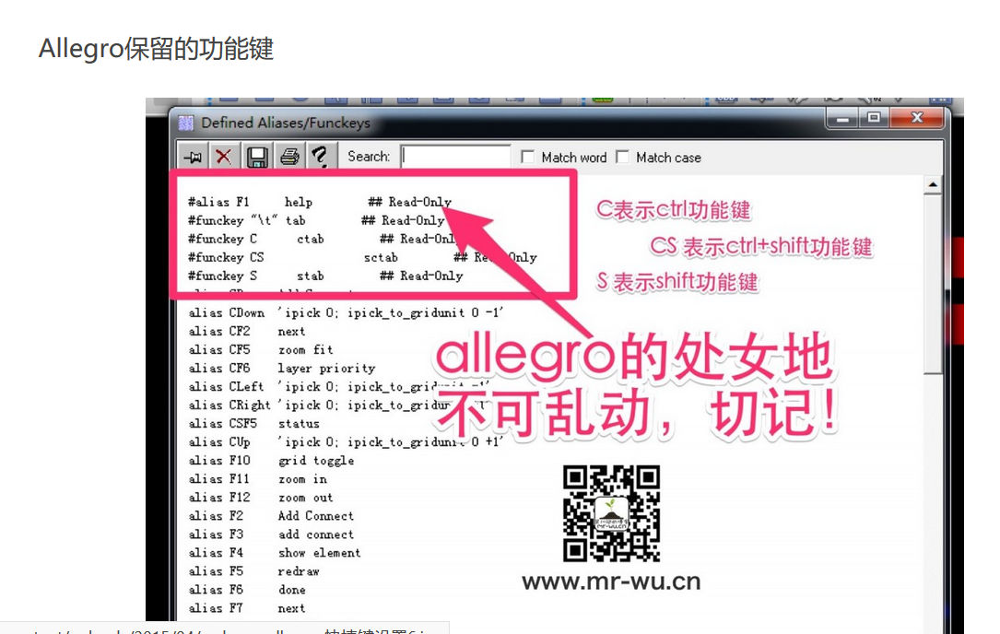 Allegro保留的功能键
Defined Aliases/Funckeys
Search: Match word Match case
#alias F1 help ## Read-Only
#funckey "\t" tab ## Read-Only
#funckey C ctab ## Read-Onl
#funckey CS sctab ## Re Only
#funckey S stab ## Read-Only
C表示ctrl功能键
CS 表示ctrl+shift功能键
S 表示shift功能键
alias CDown 'ipick 0; ipick_to_gridunit 0 -1'
alias CF2 next
alias CF5 zoom fit
alias CF6 layer priority
alias CLeft 'ipick 0; ipick_to_gridunit -1'
alias CRight 'ipick 0; ipick_to_gridunit 1'
alias CSF5 status
alias CUp 'ipick 0; ipick_to_gridunit 0 +1'
alias F10 grid toggle
alias F11 zoom in
alias F12 zoom out
alias F2 Add Connect
alias F3 add connect
alias F4 show element
alias F5 redraw
alias F6 done
alias F7 next
allegro的处女地
不可乱动，切记！
mr-wu.cn
www.mr-wu.cn